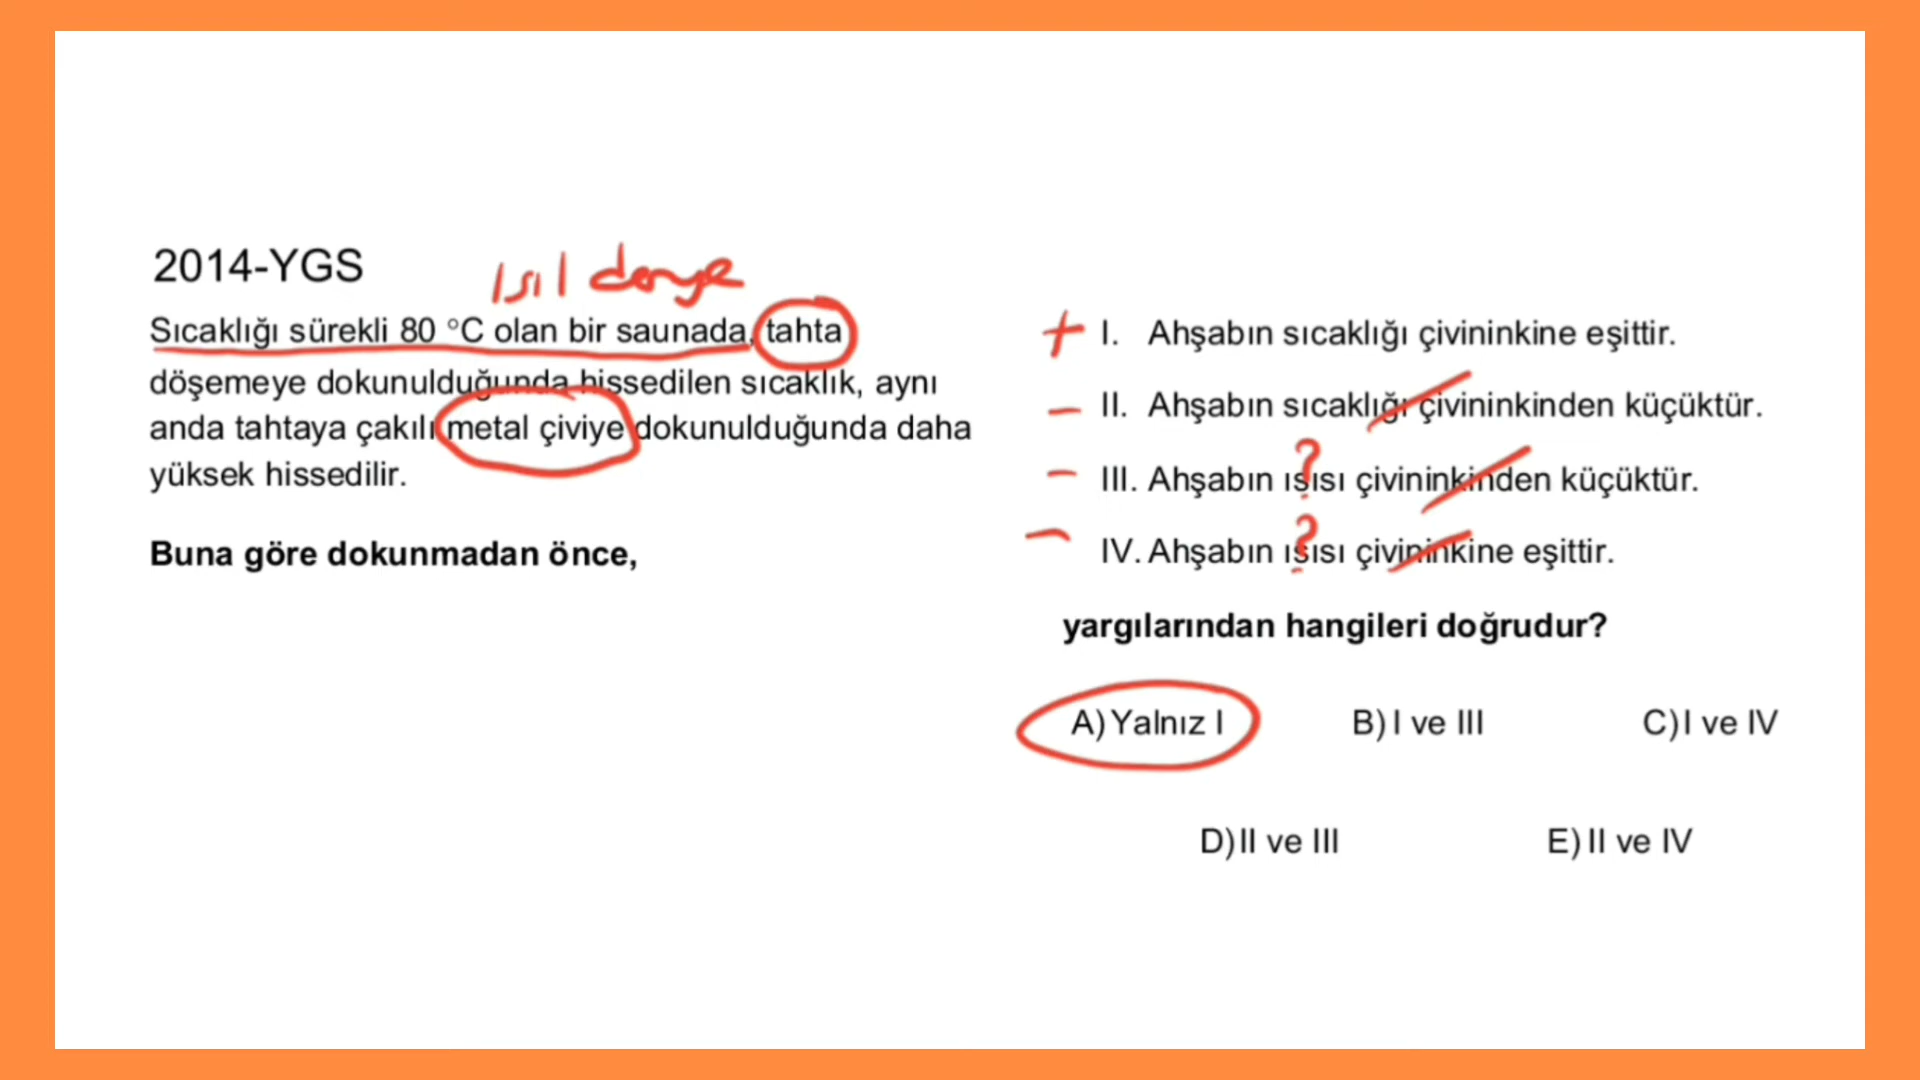 2014-YGS
Isıl denge
Sıcaklığı sürekli 80 °C olan bir saunada, tahta
döşemeye dokunulduğunda hissedilen sıcaklık, aynı
anda tahtaya çakılı metal çiviye dokunulduğunda daha
yüksek hissedilir.
Buna göre dokunmadan önce,
+ I. Ahşabın sıcaklığı çivininkine eşittir.
- II. Ahşabın sıcaklığı çivininkinden küçüktür.
?
- III. Ahşabın ısısı çivininkinden küçüktür.
?
- IV. Ahşabın ısısı çivininkine eşittir.
yargılarından hangileri doğrudur?
A) Yalnız I B) I ve III C) I ve IV
D) II ve III E) II ve IV